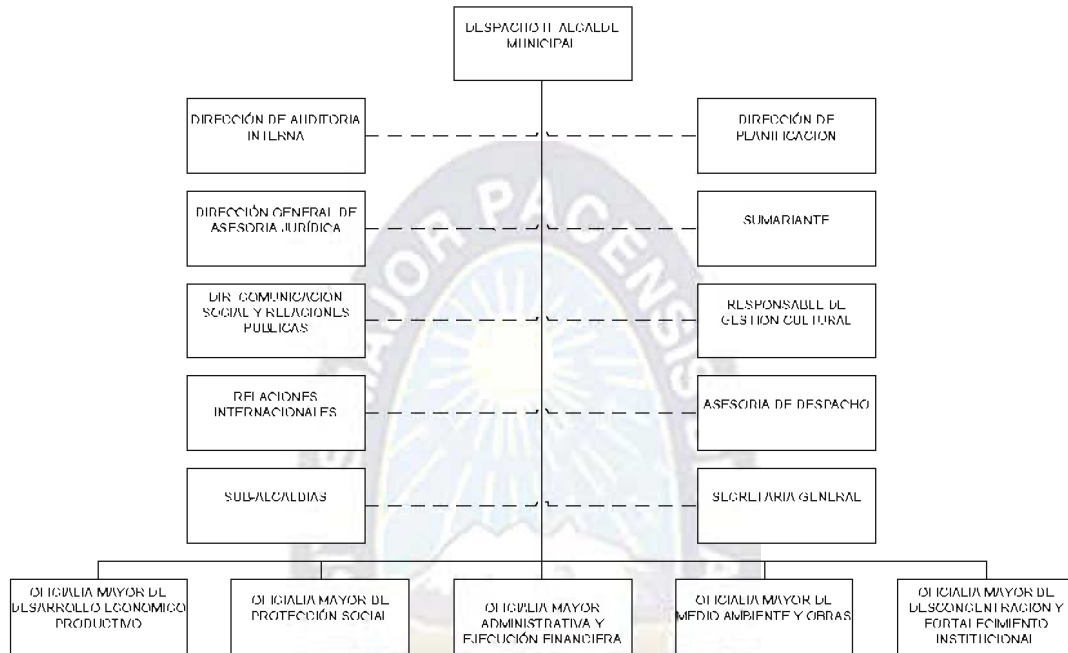 DESPACHO H. ALCALDE
MUNICIPAL
DIRECCIÓN DE AUDITORIA
INTERNA
DIRECCIÓN DE
PLANIFICACION
DIRECCIÓN GENERAL DE
ASESORIA JURÍDICA
SUMARIANTE
DIR. COMUNICACION
SOCIAL Y RELACIONES
PUBLICAS
RESPONSABLE DE
GESTION CULTURAL
RELACIONES
INTERNACIONALES
ASESORIA DE DESPACHO
SUB-ALCALDIAS
SECRETARIA GENERAL
OFICIALIA MAYOR DE
DESARROLLO ECONOMICO
PRODUCTIVO
OFICIALIA MAYOR DE
PROTECCIÓN SOCIAL
OFICIALIA MAYOR
ADMINISTRATIVA Y
EJECUCIÓN FINANCIERA
OFICIALIA MAYOR DE
MEDIO AMBIENTE Y OBRAS
OFICIALIA MAYOR DE
DESCONCENTRACION Y
FORTALECIMIENTO
INSTITUCIONAL
MAJOR PACENSIS